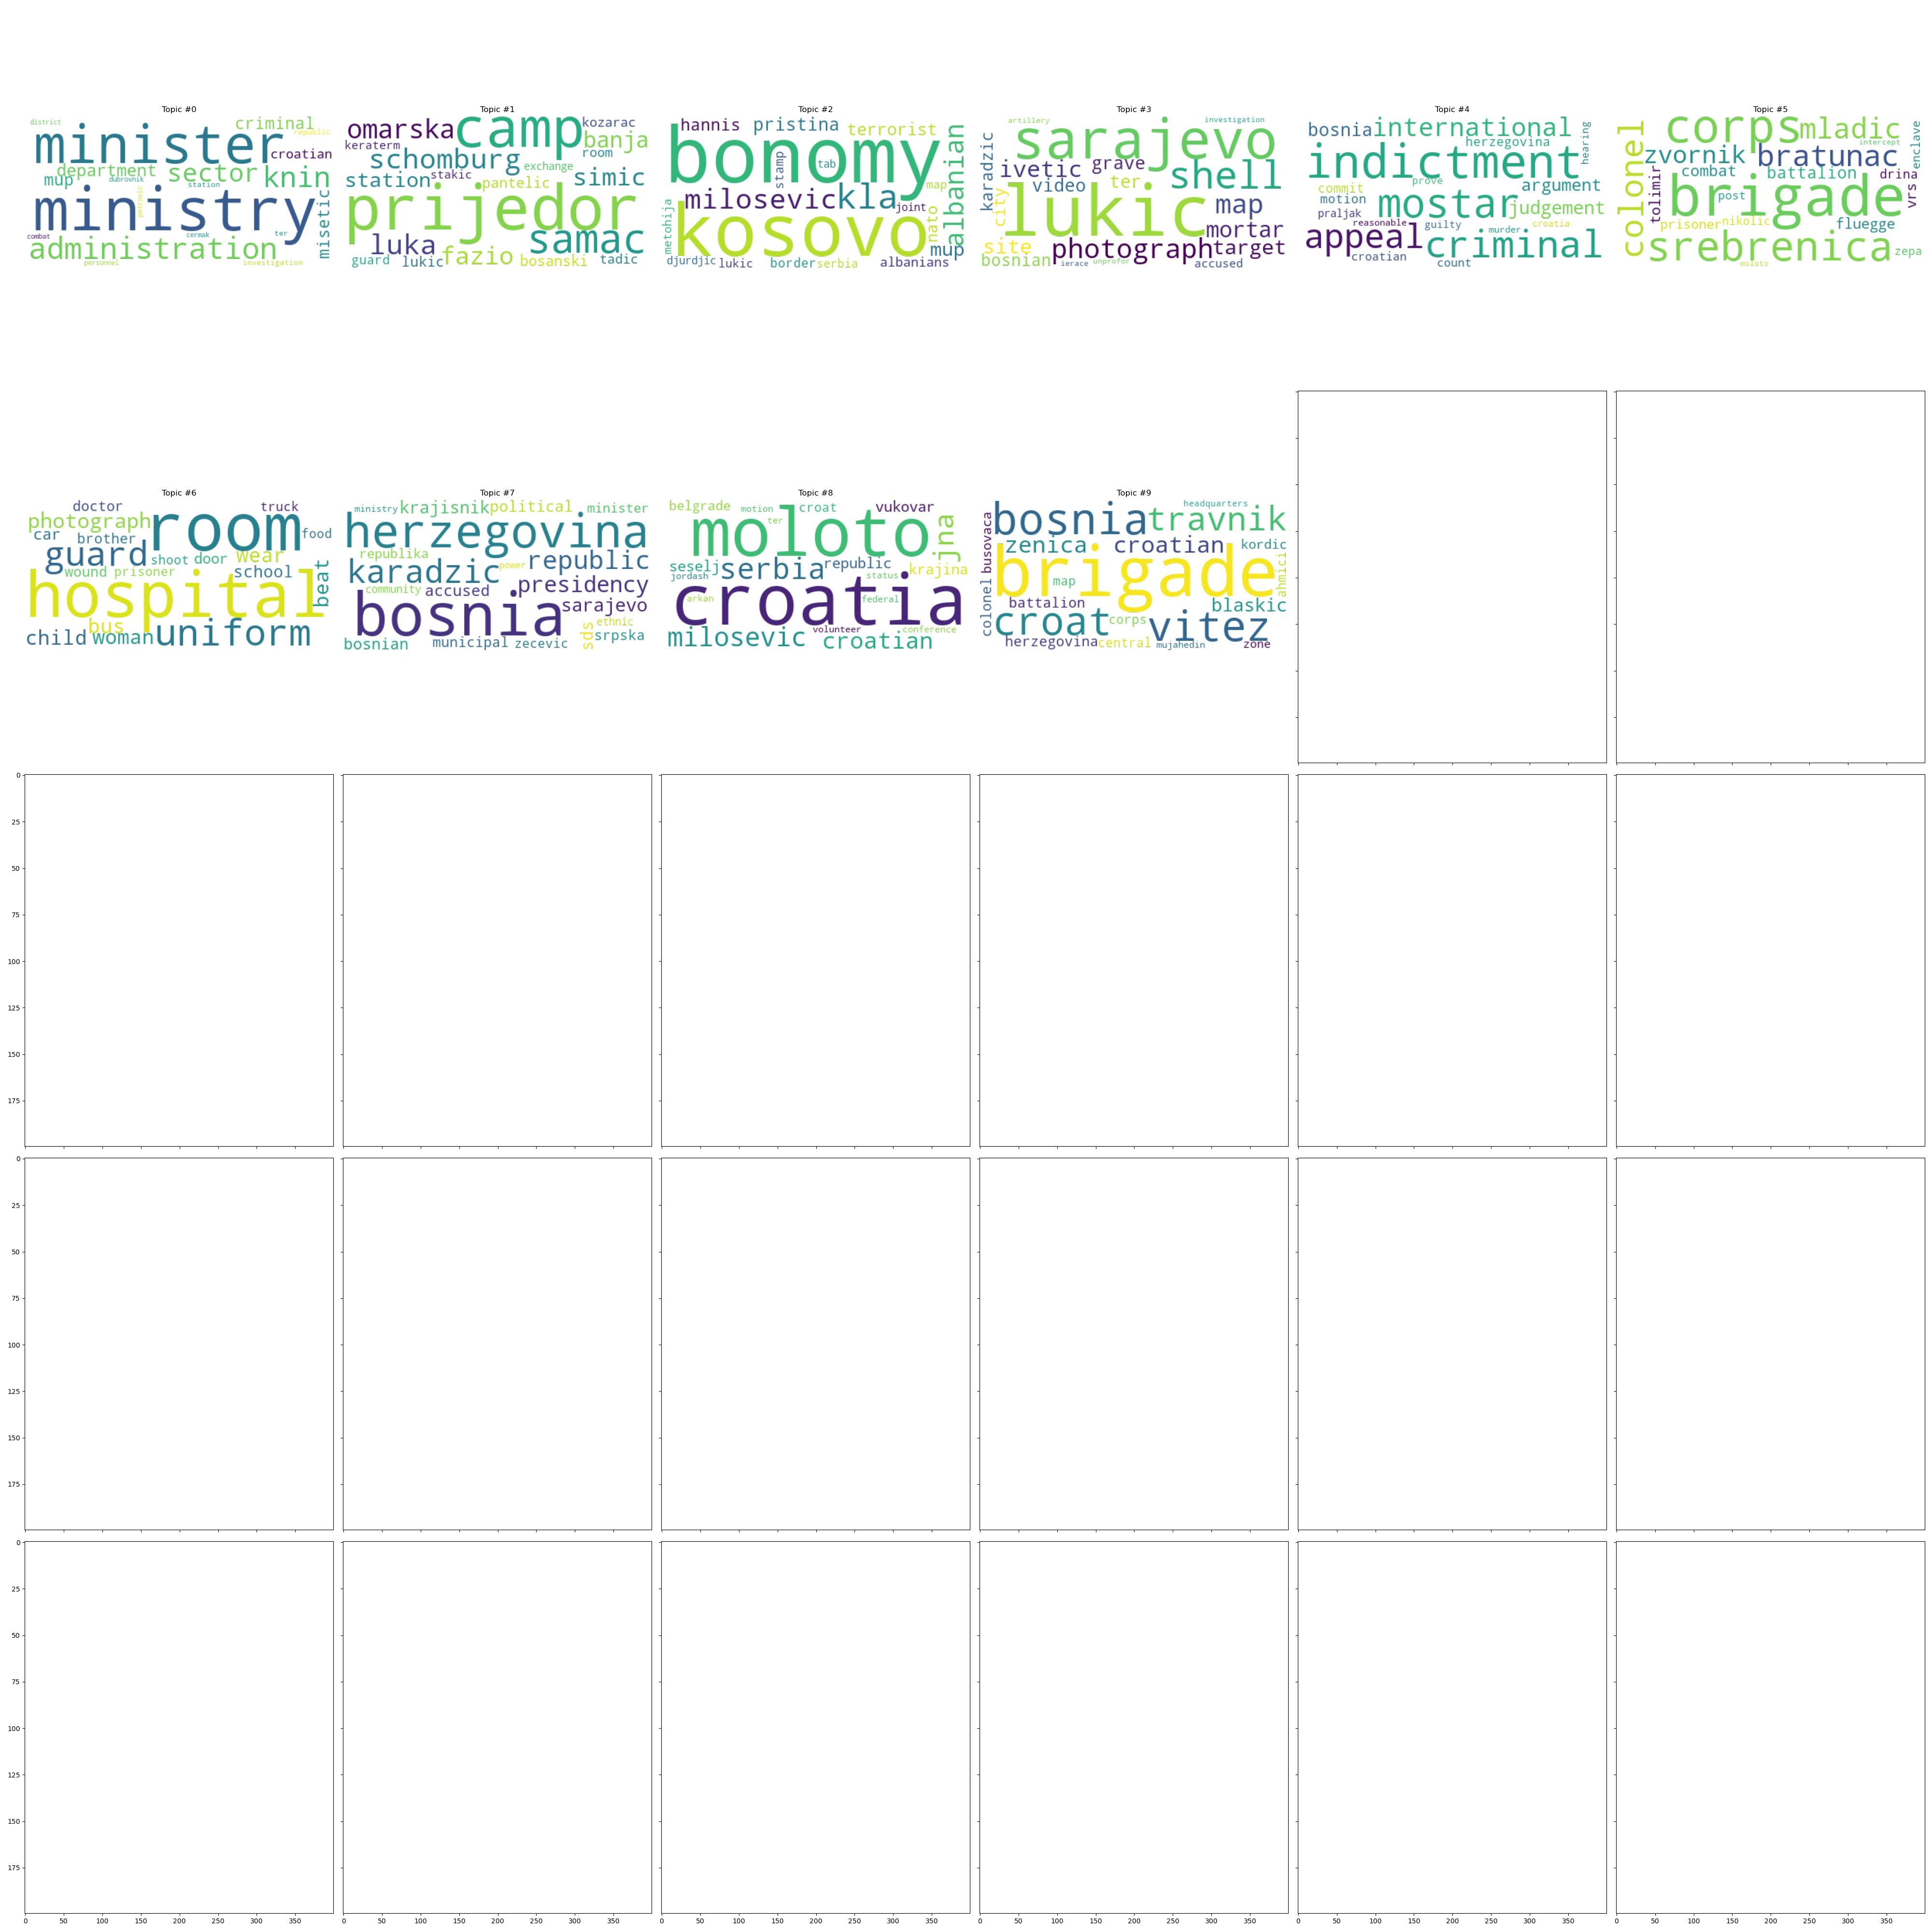 Topic #0
district
criminal
republic
minister
croatian
department
sector
knin
mup
dubrovnik
station
ministry
misetic
combat
cermak
ter
administration
personnel
investigation
Topic #1
omarska
camp
kozarac
banja
keraterm
schomburg
room
exchange
station
stakic
pantelic
simic
prijedor
luka
samac
guard
lukic
fazio
bosanski
tadic
Topic #2
hannis
pristina
terrorist
bonomy
stamp
tab
albanian
map
milosevic
kla
joint
metohija
kosovo
nato
mup
djurdjic
lukic
border
serbia
albanians
Topic #3
artillery
investigation
sarajevo
karadzic
ivetic
grave
shell
video
ter
city
lukic
map
mortar
site
photograph
target
bosnian
ierace
unprofor
accused
Topic #4
bosnia
international
herzegovina
hearing
indictment
commit
prove
argument
motion
mostar
judgement
praljak
reasonable
guilty
murder
croatia
appeal
criminal
croatian
count
Topic #5
colonel
corps
mladic
enclave
intercept
zvornik
bratunac
combat
battalion
drina
tolimir
brigade
post
vrs
prisoner
nikolic
fluegge
srebrenica
zepa
moloto
Topic #6
doctor
truck
photograph
room
car
brother
food
guard
shoot
door
wear
wound
prisoner
school
beat
hospital
bus
child
woman
uniform
Topic #7
ministry
krajisnik
political
minister
herzegovina
republika
republic
karadzic
power
community
accused
presidency
bosnia
sarajevo
sds
ethnic
srpska
bosnian
municipal
zecevic
Topic #8
belgrade
motion
croat
vukovar
ter
moloto
jna
seselj
serbia
republic
krajina
jordash
status
arkan
croatia
federal
volunteer
conference
milosevic
croatian
Topic #9
headquarters
bosnia
travnik
busovaca
zenica
croatian
kordic
brigade
map
ahmici
colonel
battalion
blaskic
croat
corps
vitez
herzegovina
central
mujahedin
zone
0
25
50
75
100
125
150
175
0
25
50
75
100
125
150
175
0
25
50
75
100
125
150
175
0 50 100 150 200 250 300 350
0 50 100 150 200 250 300 350
0 50 100 150 200 250 300 350
0 50 100 150 200 250 300 350
0 50 100 150 200 250 300 350
0 50 100 150 200 250 300 350